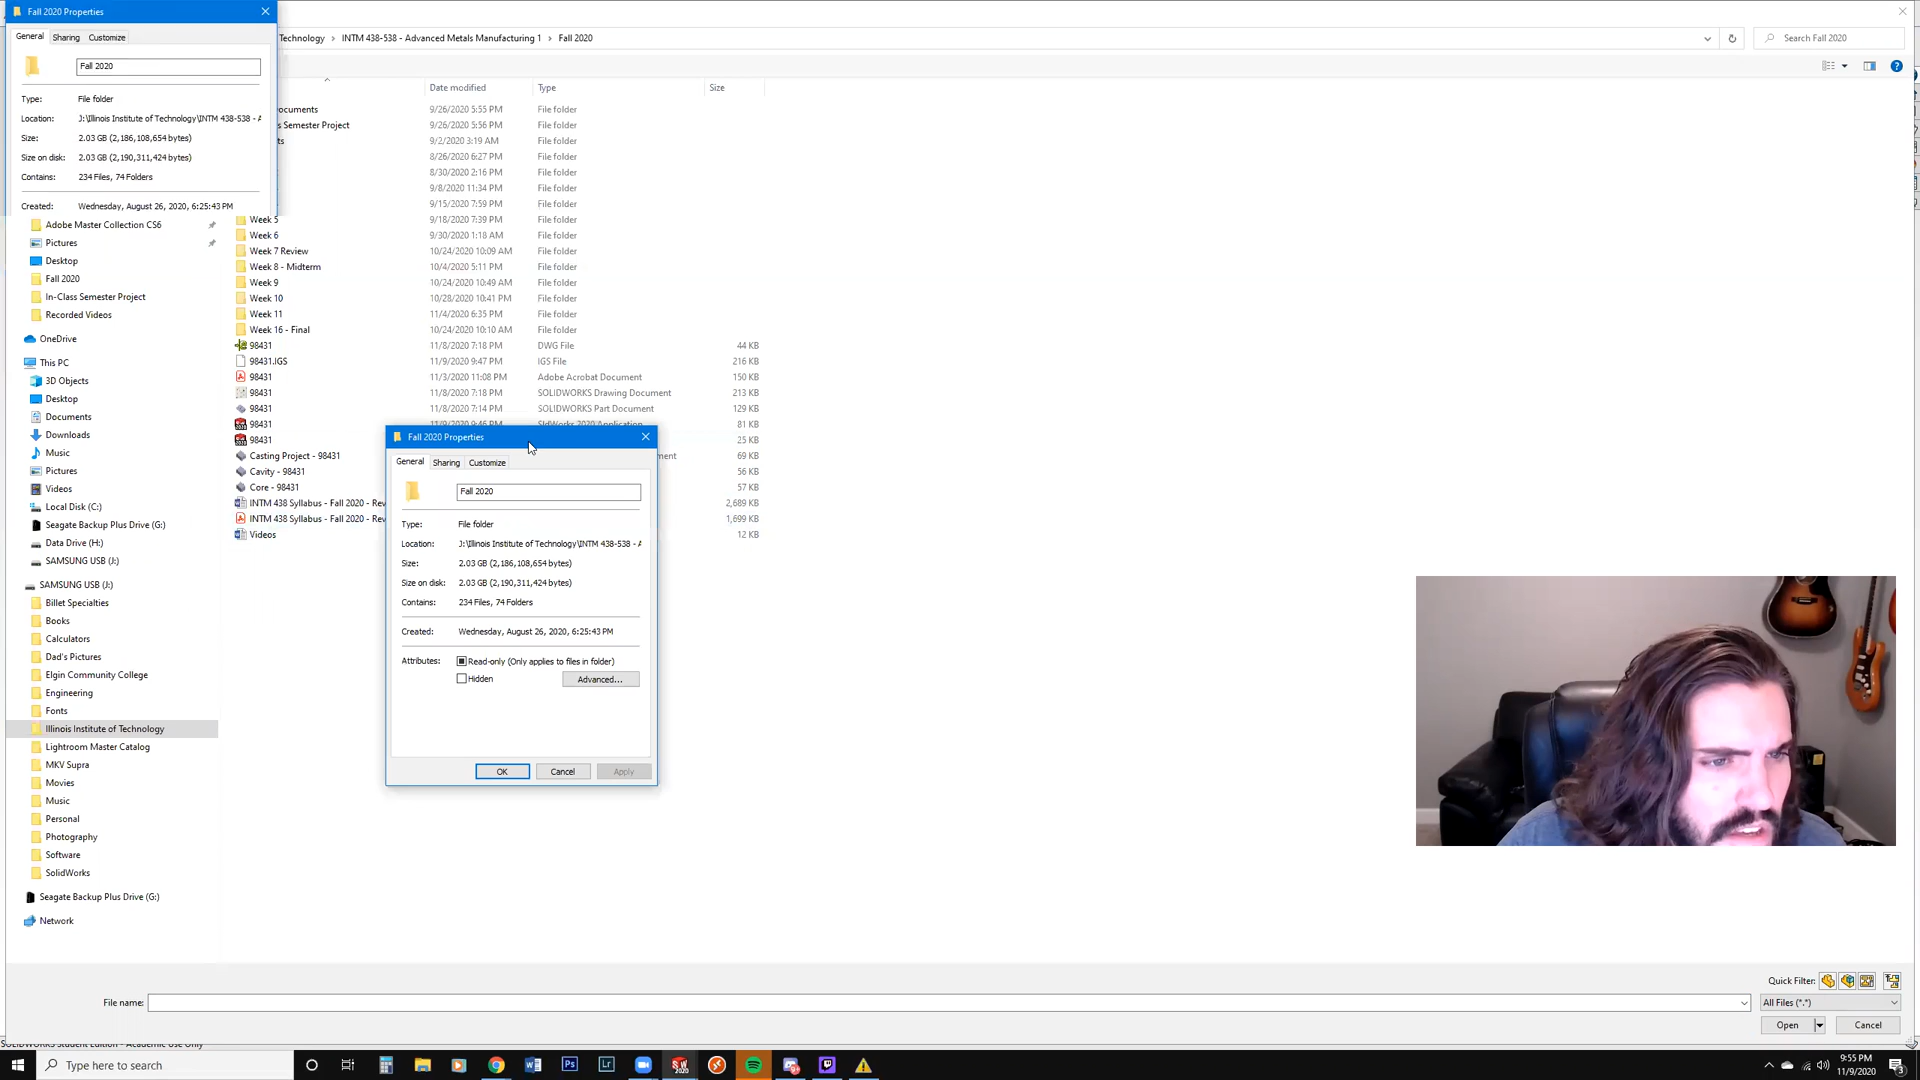 Fall 2020 Properties
General Sharing Customize
Fall 2020
Type: File folder
Location: J:\Illinois Institute of Technology\INTM 438-538 - A
Size: 2.03 GB (2,186,108,654 bytes)
Size on disk: 2.03 GB (2,190,311,424 bytes)
Contains: 234 Files, 74 Folders
Created: Wednesday, August 26, 2020, 6:25:43 PM
Technology › INTM 438-538 - Advanced Metals Manufacturing 1 › Fall 2020
Search Fall 2020
Date modified Type Size
ocuments 9/26/2020 5:55 PM File folder
s Semester Project 9/26/2020 5:56 PM File folder
ts 9/2/2020 3:19 AM File folder
8/26/2020 6:27 PM File folder
8/30/2020 2:16 PM File folder
9/8/2020 11:34 PM File folder
9/15/2020 7:59 PM File folder
Week 5 9/18/2020 7:39 PM File folder
Week 6 9/30/2020 1:18 AM File folder
Week 7 Review 10/24/2020 10:09 AM File folder
Week 8 - Midterm 10/4/2020 5:11 PM File folder
Week 9 10/24/2020 10:49 AM File folder
Week 10 10/28/2020 10:41 PM File folder
Week 11 11/4/2020 6:35 PM File folder
Week 16 - Final 10/24/2020 10:10 AM File folder
98431 11/8/2020 7:18 PM DWG File 44 KB
98431.IGS 11/9/2020 9:47 PM IGS File 216 KB
98431 11/3/2020 11:08 PM Adobe Acrobat Document 150 KB
98431 11/8/2020 7:18 PM SOLIDWORKS Drawing Document 213 KB
98431 11/8/2020 7:14 PM SOLIDWORKS Part Document 129 KB
98431 11/9/2020 9:46 PM SldWorks 2020 Application 81 KB
98431 25 KB
Casting Project - 98431 ment 69 KB
Cavity - 98431 56 KB
Core - 98431 57 KB
INTM 438 Syllabus - Fall 2020 - Rev 2,689 KB
INTM 438 Syllabus - Fall 2020 - Rev 1,699 KB
Videos 12 KB
Adobe Master Collection CS6
Pictures
Desktop
Fall 2020
In-Class Semester Project
Recorded Videos
OneDrive
This PC
3D Objects
Desktop
Documents
Downloads
Music
Pictures
Videos
Local Disk (C:)
Seagate Backup Plus Drive (G:)
Data Drive (H:)
SAMSUNG USB (J:)
SAMSUNG USB (J:)
Billet Specialties
Books
Calculators
Dad's Pictures
Elgin Community College
Engineering
Fonts
Illinois Institute of Technology
Lightroom Master Catalog
MKV Supra
Movies
Music
Personal
Photography
Software
SolidWorks
Seagate Backup Plus Drive (G:)
Network
Fall 2020 Properties
General Sharing Customize
Fall 2020
Type: File folder
Location: J:\Illinois Institute of Technology\INTM 438-538 - A
Size: 2.03 GB (2,186,108,654 bytes)
Size on disk: 2.03 GB (2,190,311,424 bytes)
Contains: 234 Files, 74 Folders
Created: Wednesday, August 26, 2020, 6:25:43 PM
Attributes: Read-only (Only applies to files in folder)
Hidden Advanced...
OK Cancel Apply
Quick Filter:
File name: All Files (*.*)
Open Cancel
SOLIDWORKS Student Edition - Academic Use Only
Type here to search
9:55 PM
11/9/2020